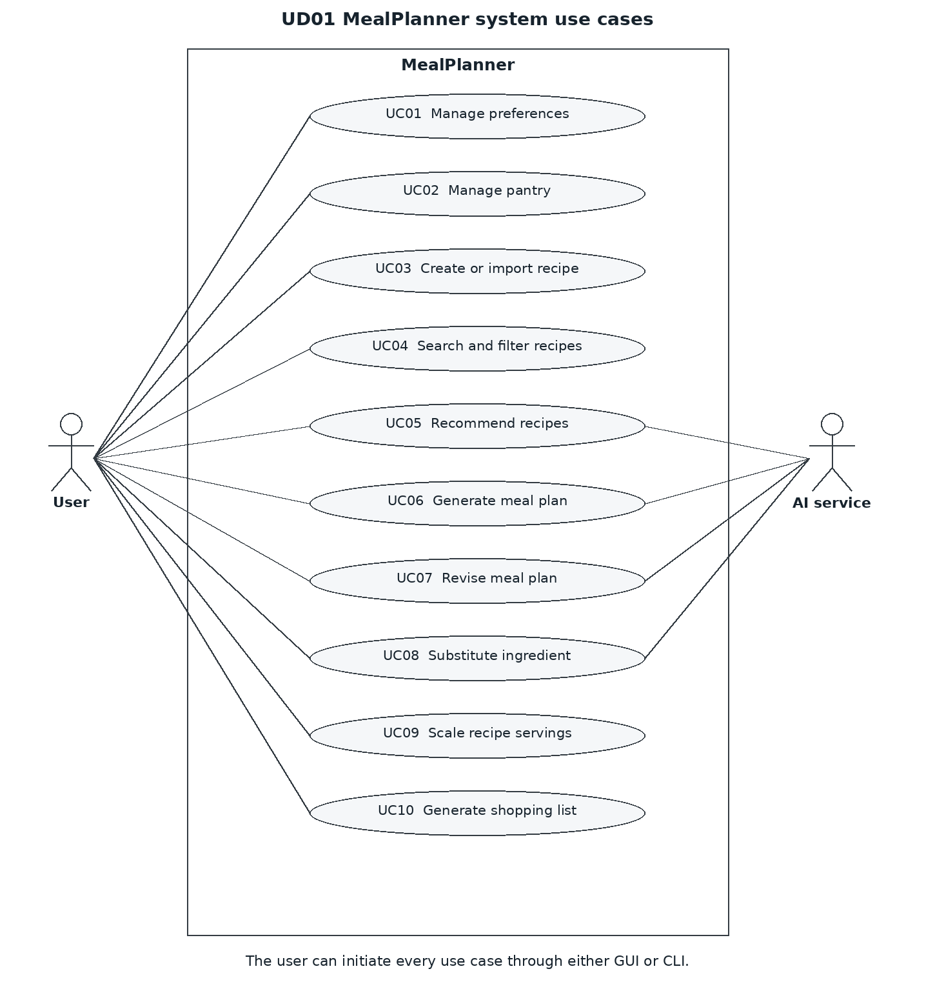 UD01 MealPlanner system use cases
MealPlanner
UC01 Manage preferences
UC02 Manage pantry
UC03 Create or import recipe
UC04 Search and filter recipes
UC05 Recommend recipes
UC06 Generate meal plan
User
AI service
UC07 Revise meal plan
UC08 Substitute ingredient
UC09 Scale recipe servings
UC10 Generate shopping list
The user can initiate every use case through either GUI or CLI.